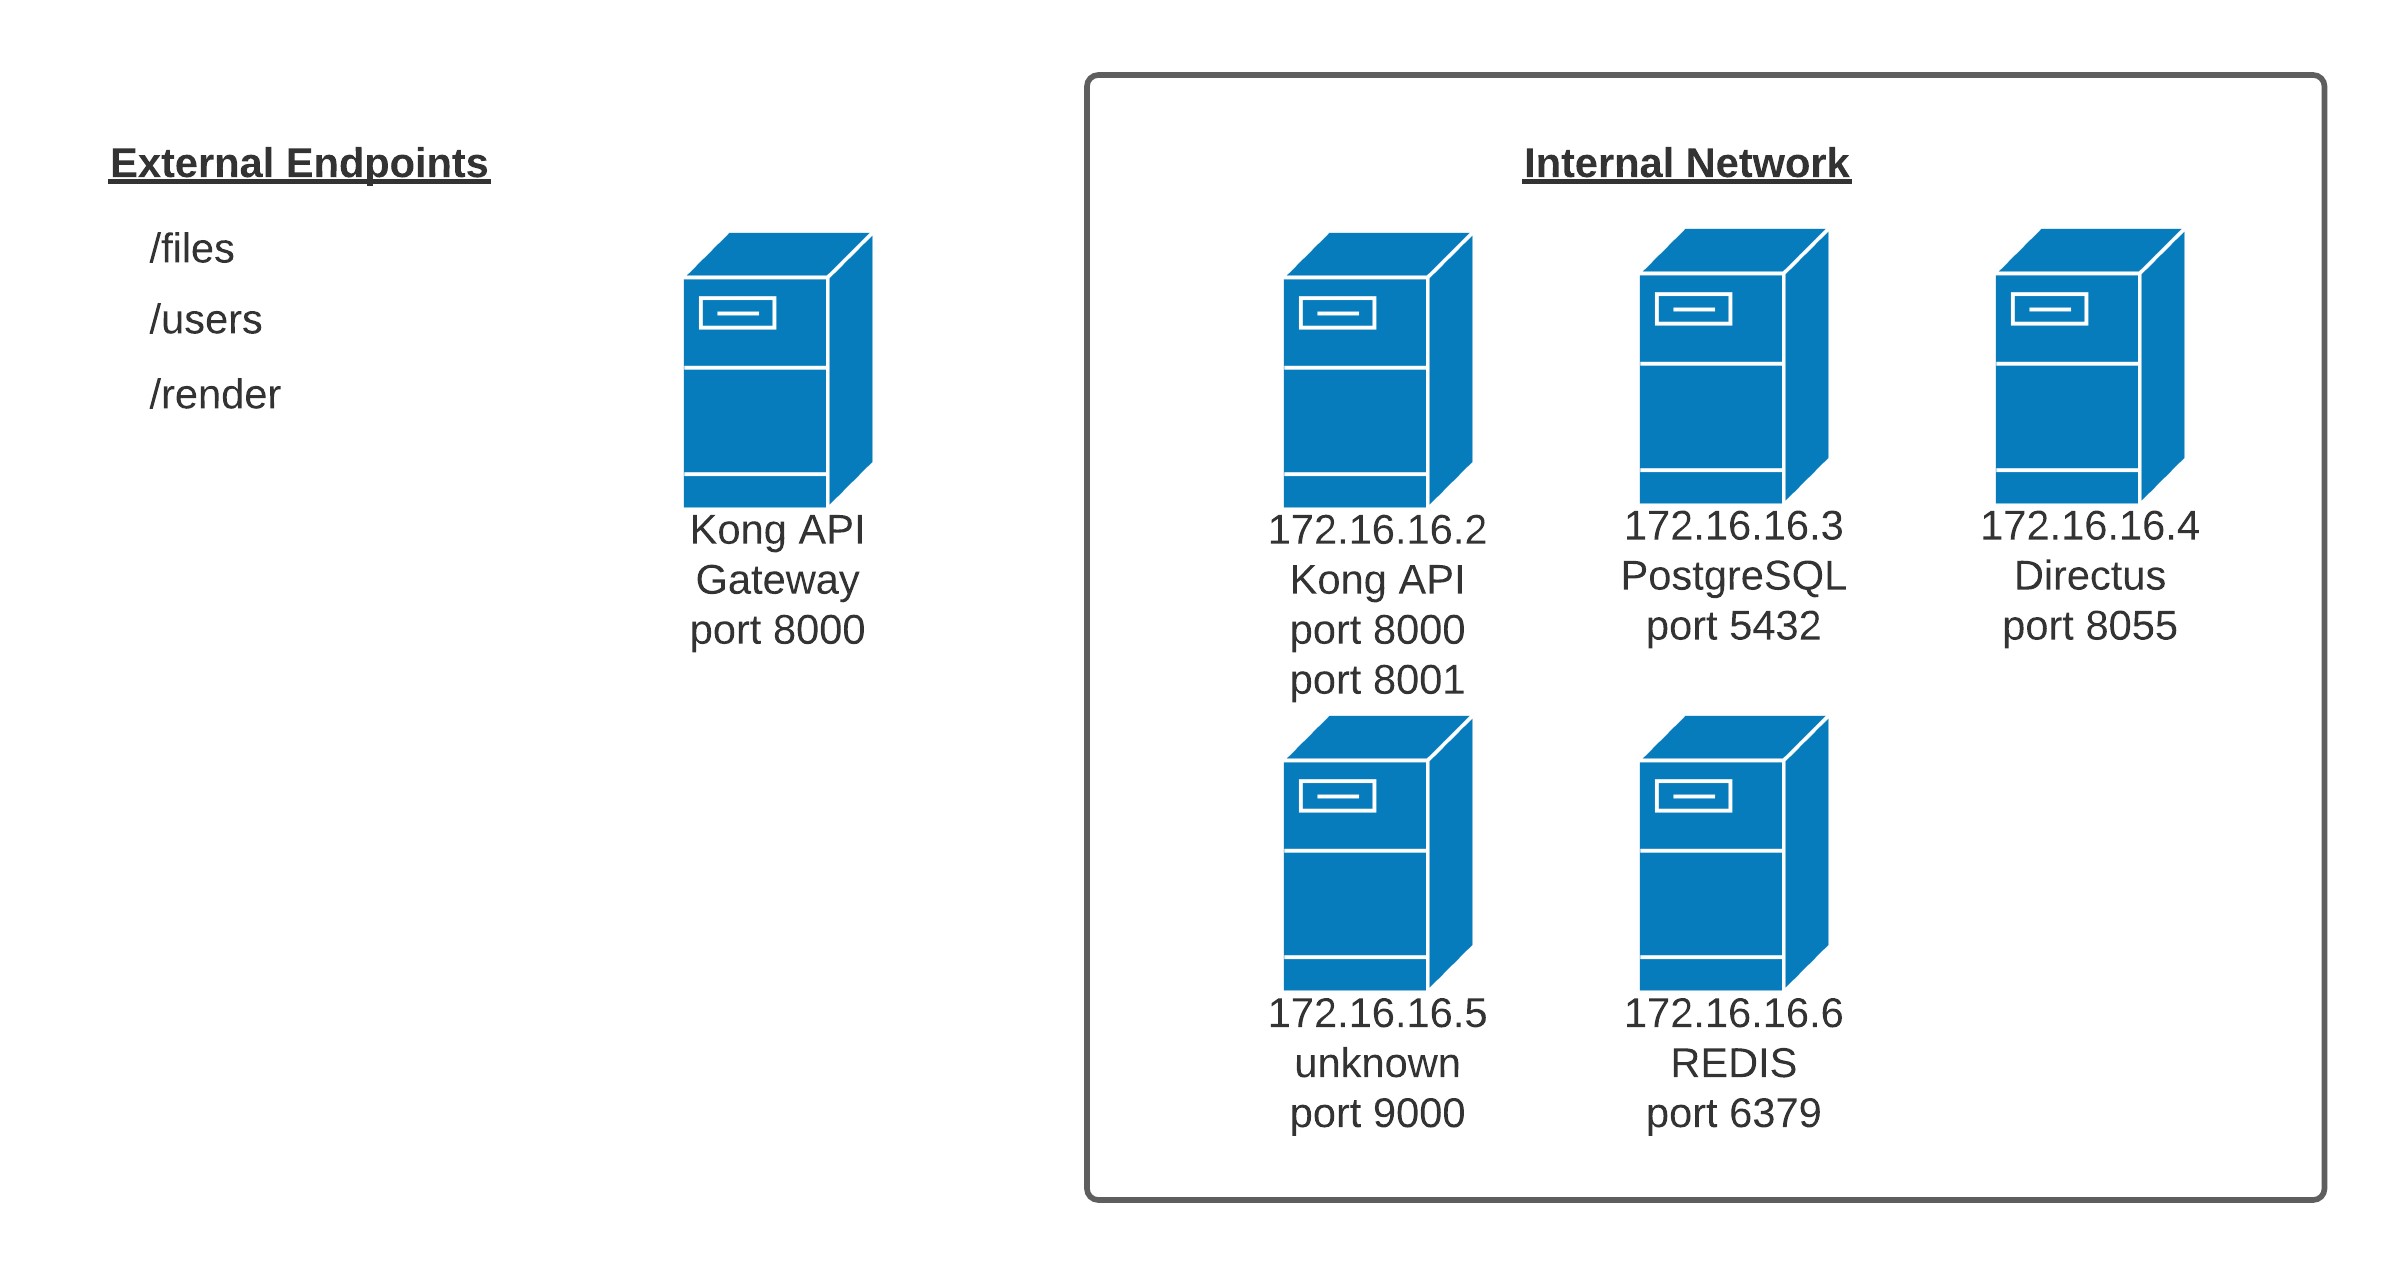 External Endpoints
/files
/users
/render
Kong API
Gateway
port 8000
Internal Network
172.16.16.2
Kong API
port 8000
port 8001
172.16.16.3
PostgreSQL
port 5432
172.16.16.4
Directus
port 8055
172.16.16.5
unknown
port 9000
172.16.16.6
REDIS
port 6379